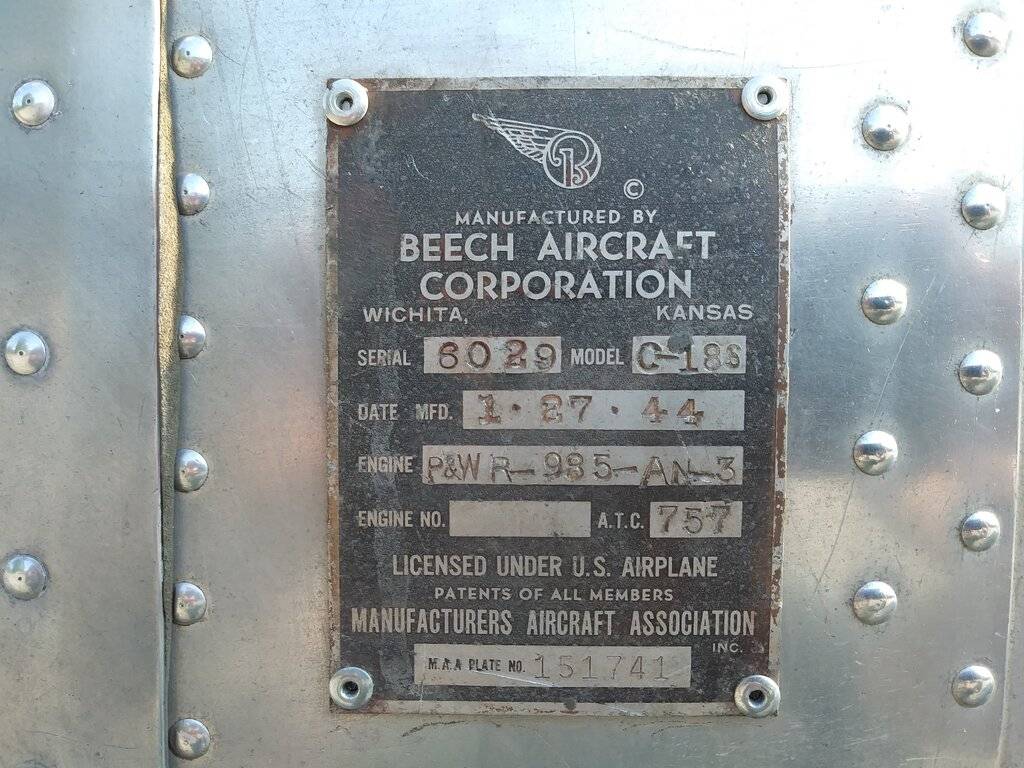 B
©
MANUFACTURED BY
BEECH AIRCRAFT
CORPORATION
WICHITA, KANSAS
SERIAL 6029 MODEL C-18S
DATE MFD. 1·27·44
ENGINE P&W R-985-AN-3
ENGINE NO. A.T.C. 757
LICENSED UNDER U.S. AIRPLANE
PATENTS OF ALL MEMBERS
MANUFACTURERS AIRCRAFT ASSOCIATION
INC.
M.A.A PLATE NO. 151741